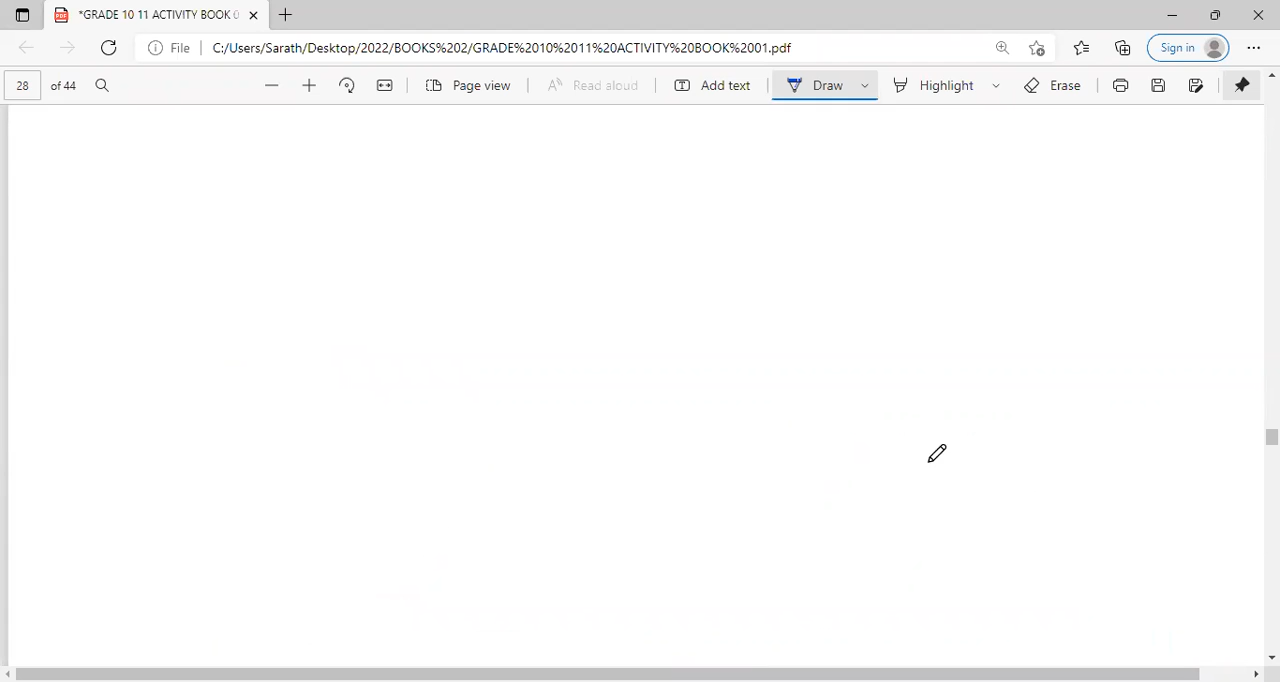 *GRADE 10 11 ACTIVITY BOOK 0
File C:/Users/Sarath/Desktop/2022/BOOKS%202/GRADE%2010%2011%20ACTIVITY%20BOOK%2001.pdf Sign in
28 of 44 Page view Read aloud Add text Draw Highlight Erase